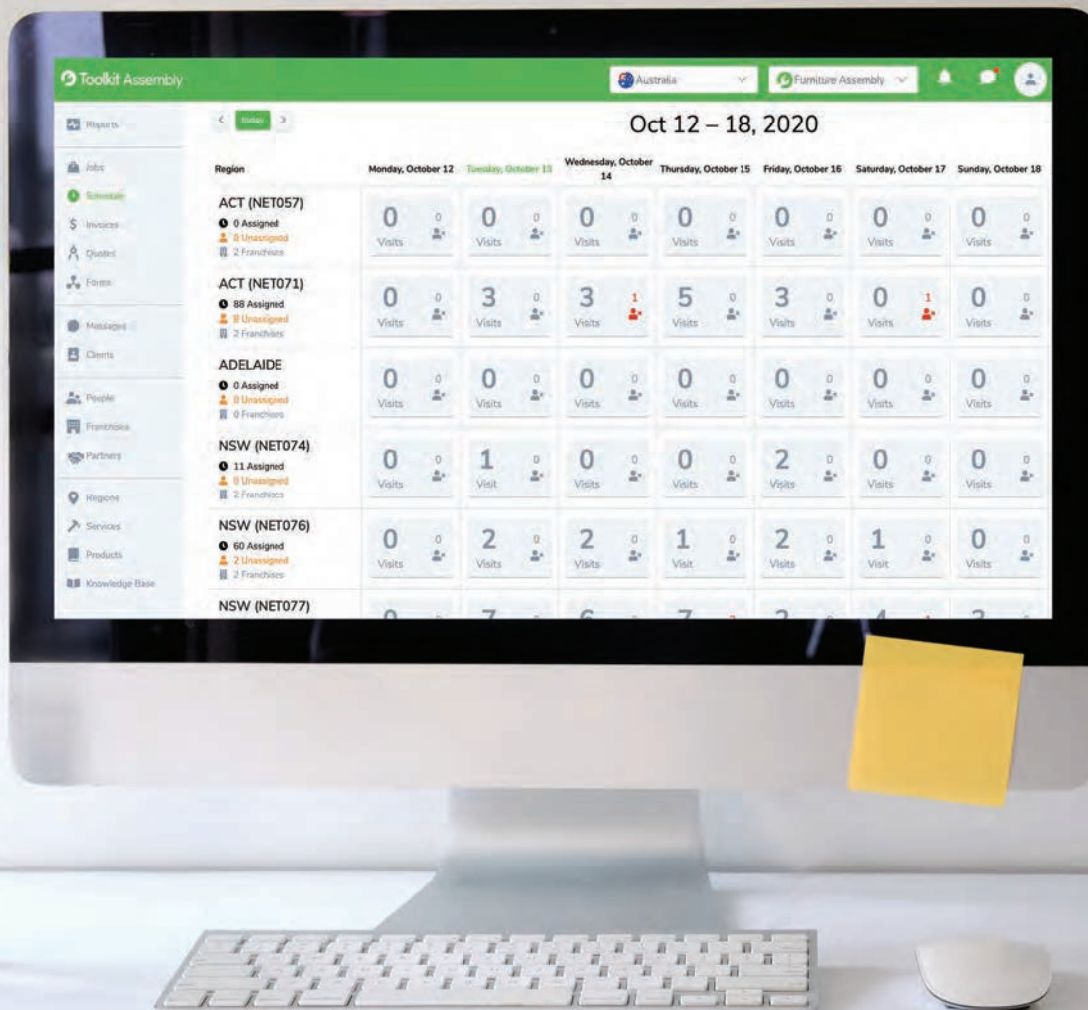 Toolkit Assembly
Australia
Furniture Assembly
Reports
Jobs
Schedule
Invoices
Quotes
Forms
Messages
Clients
People
Franchises
Partners
Regions
Services
Products
Knowledge Base
Today
Oct 12 – 18, 2020
Region Monday, October 12 Tuesday, October 13 Wednesday, October 14 Thursday, October 15 Friday, October 16 Saturday, October 17 Sunday, October 18
ACT (NET057)
0 Assigned
Unassigned
2 Franchises
0 0 0 0 0 0 0 0 0 0 0 0 0 0
Visits Visits Visits Visits Visits Visits Visits
ACT (NET071)
88 Assigned
Unassigned
2 Franchises
0 0 3 0 3 1 5 0 3 0 0 1 0 0
Visits Visits Visits Visits Visits Visits Visits
ADELAIDE
0 Assigned
Unassigned
0 Franchises
0 0 0 0 0 0 0 0 0 0 0 0 0 0
Visits Visits Visits Visits Visits Visits Visits
NSW (NET074)
11 Assigned
Unassigned
2 Franchises
0 0 1 0 0 0 0 0 2 0 0 0 0 0
Visits Visit Visits Visits Visits Visits Visits
NSW (NET076)
60 Assigned
2 Unassigned
2 Franchises
0 0 2 0 2 0 1 0 2 0 1 0 0 0
Visits Visits Visits Visit Visits Visit Visits
NSW (NET077)